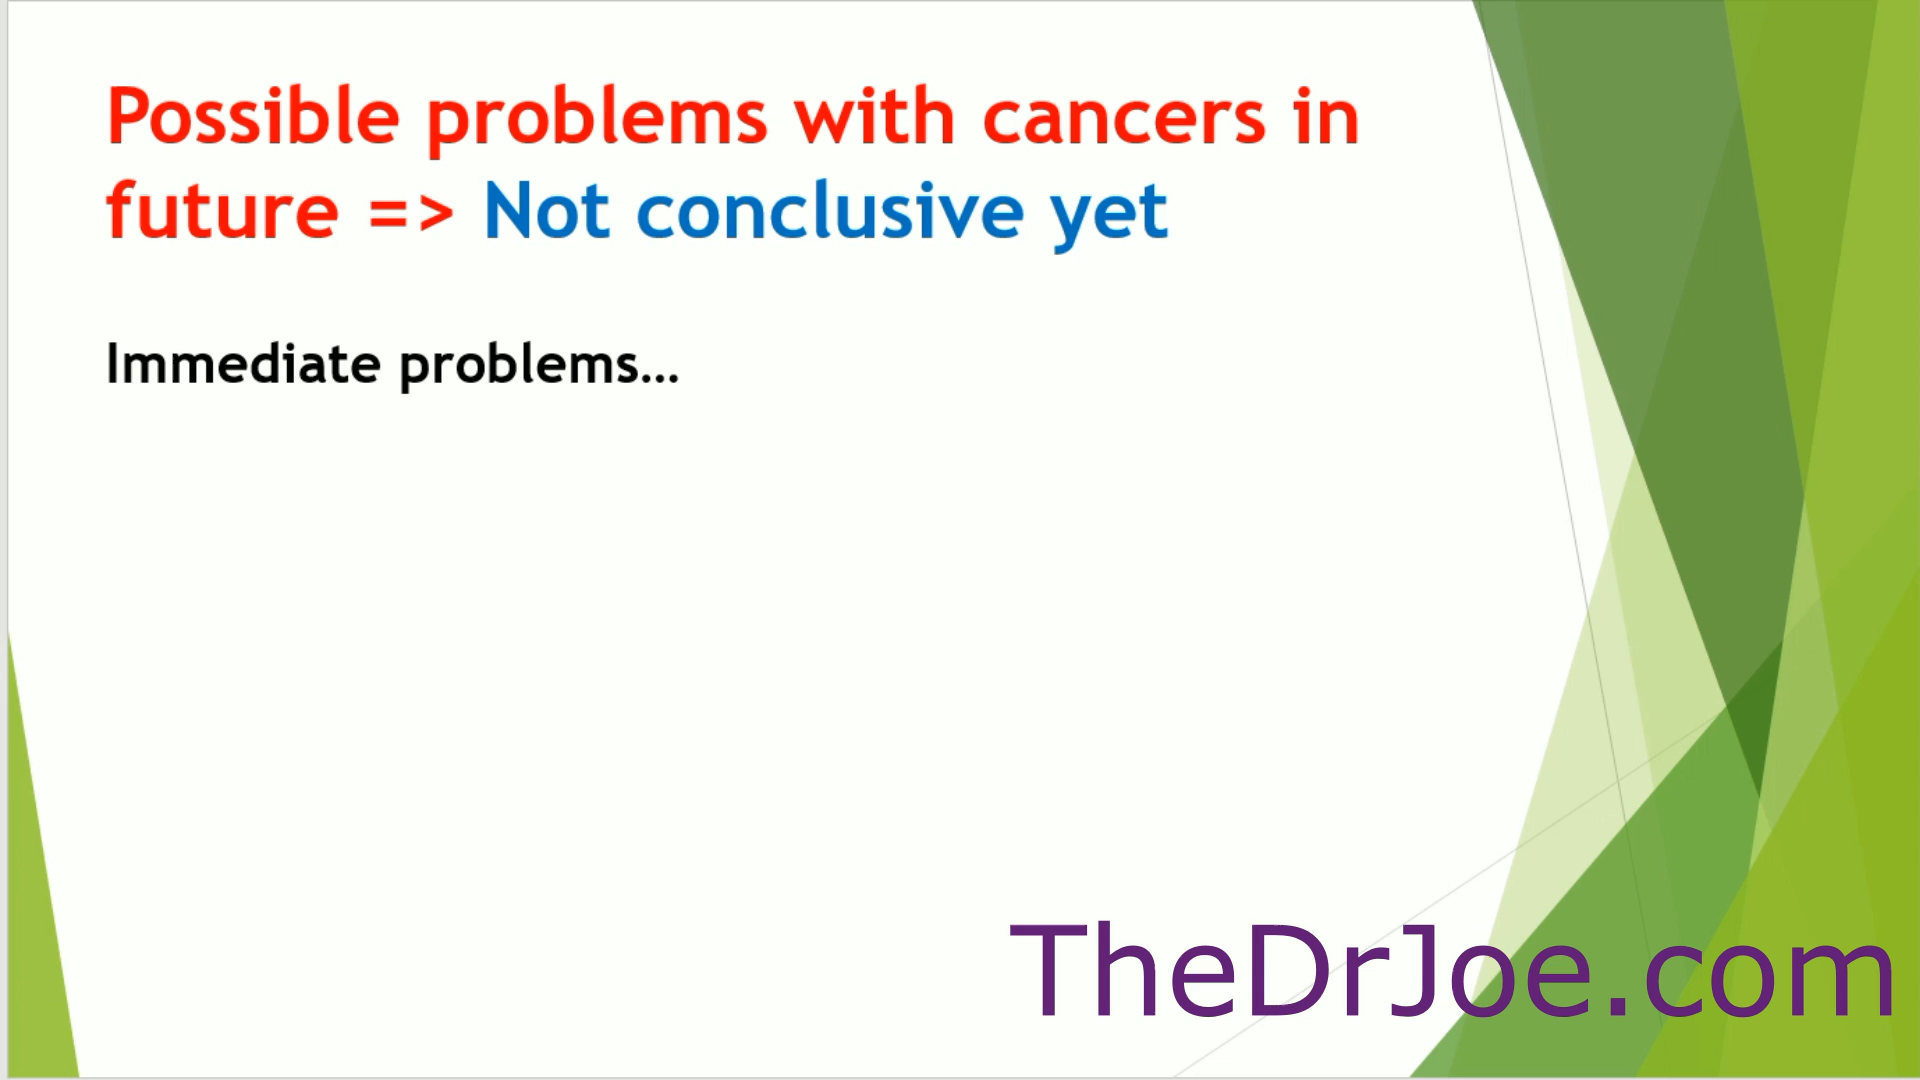 Possible problems with cancers in
future => Not conclusive yet
Immediate problems...
TheDrJoe.com